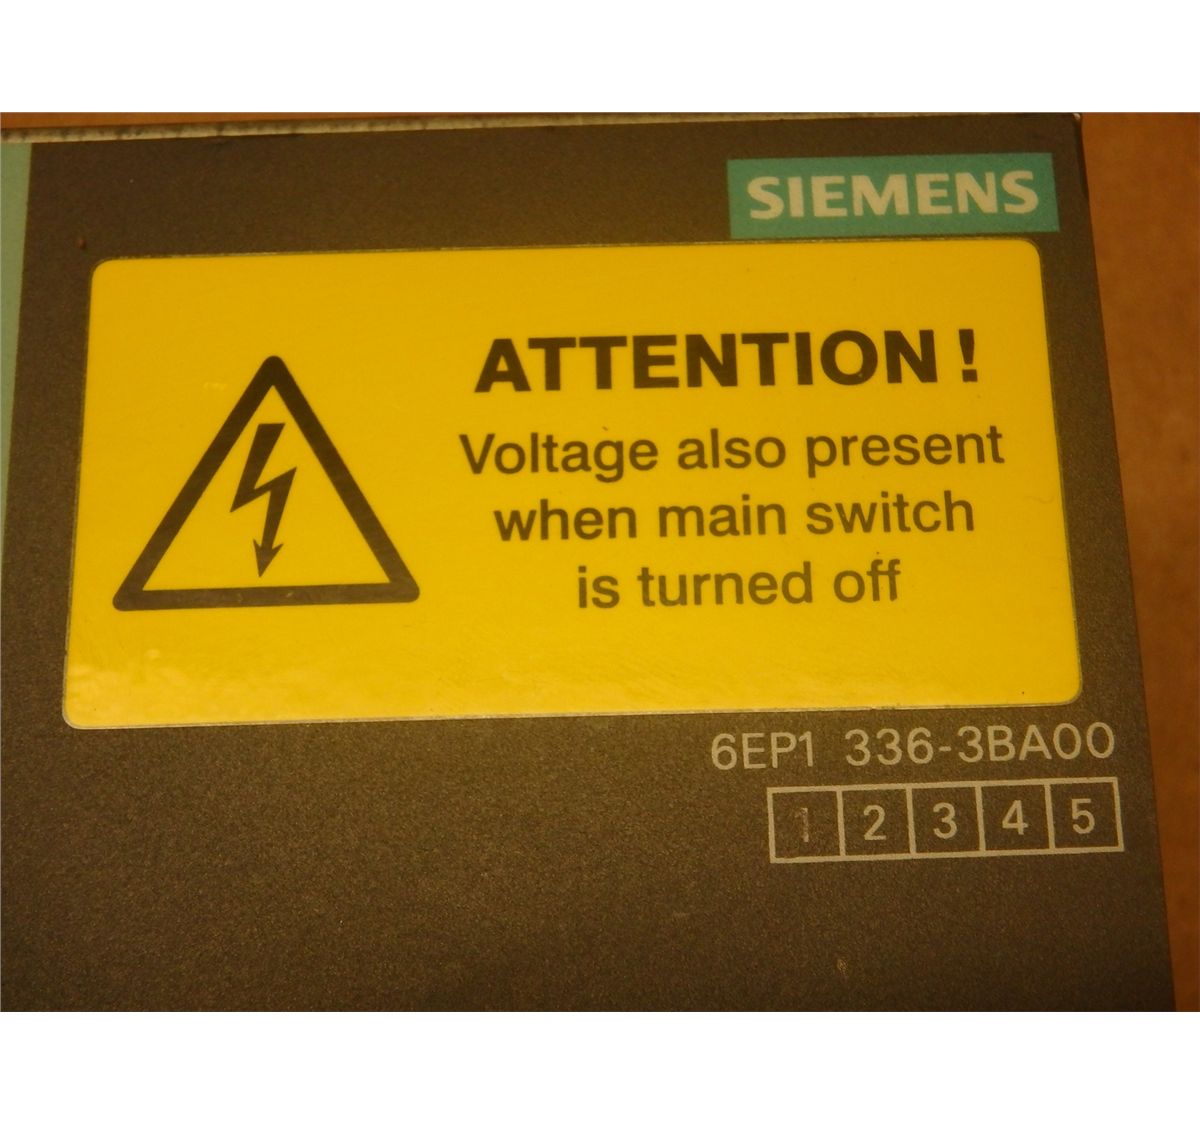 SIEMENS
ATTENTION !
Voltage also present
when main switch
is turned off
6EP1 336-3BA00
1 2 3 4 5